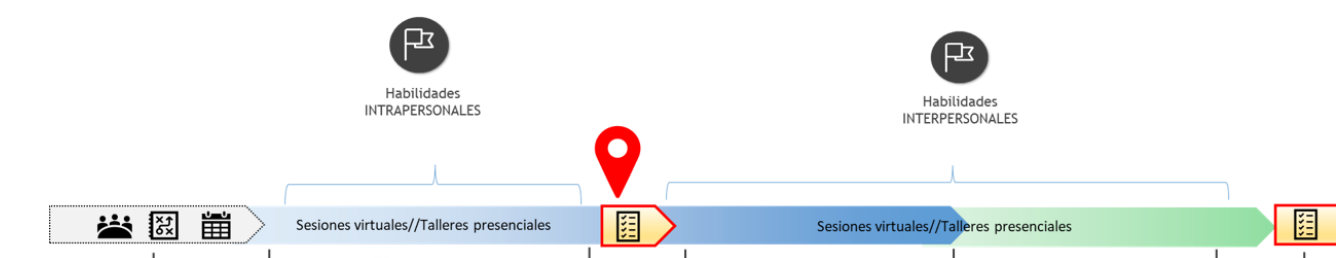 Habilidades
INTRAPERSONALES
Habilidades
INTERPERSONALES
Sesiones virtuales//Talleres presenciales
Sesiones virtuales//Talleres presenciales